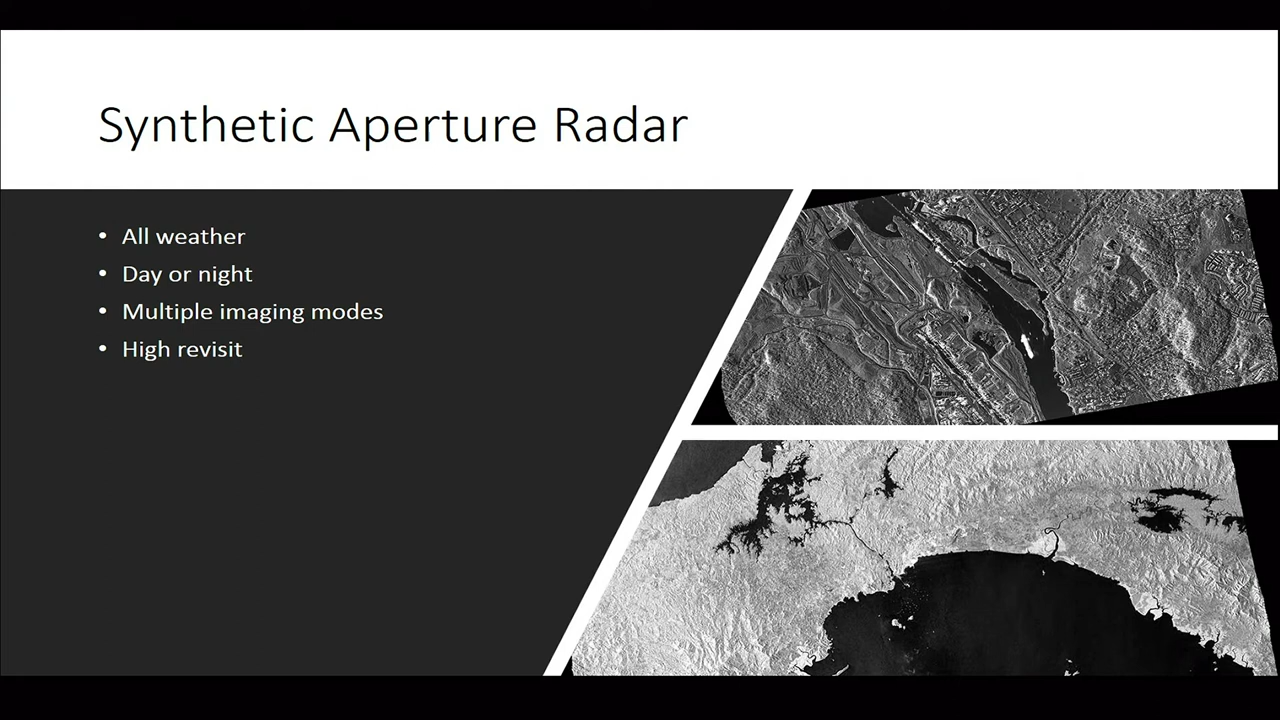 Synthetic Aperture Radar
• All weather
• Day or night
• Multiple imaging modes
• High revisit